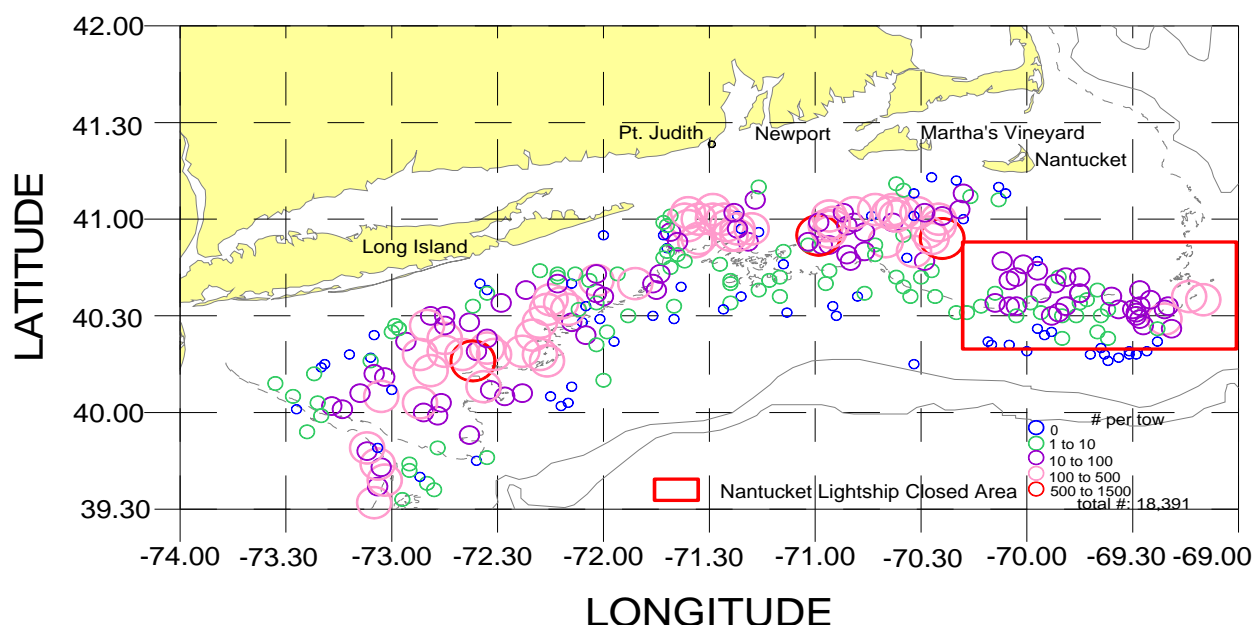 42.00
41.30
Pt. Judith
Newport
Martha's Vineyard
Nantucket
41.00
Long Island
LATITUDE
40.30
40.00
# per tow
0
1 to 10
10 to 100
100 to 500
500 to 1500
total #: 18,391
Nantucket Lightship Closed Area
39.30
-74.00 -73.30 -73.00 -72.30 -72.00 -71.30 -71.00 -70.30 -70.00 -69.30 -69.00
LONGITUDE